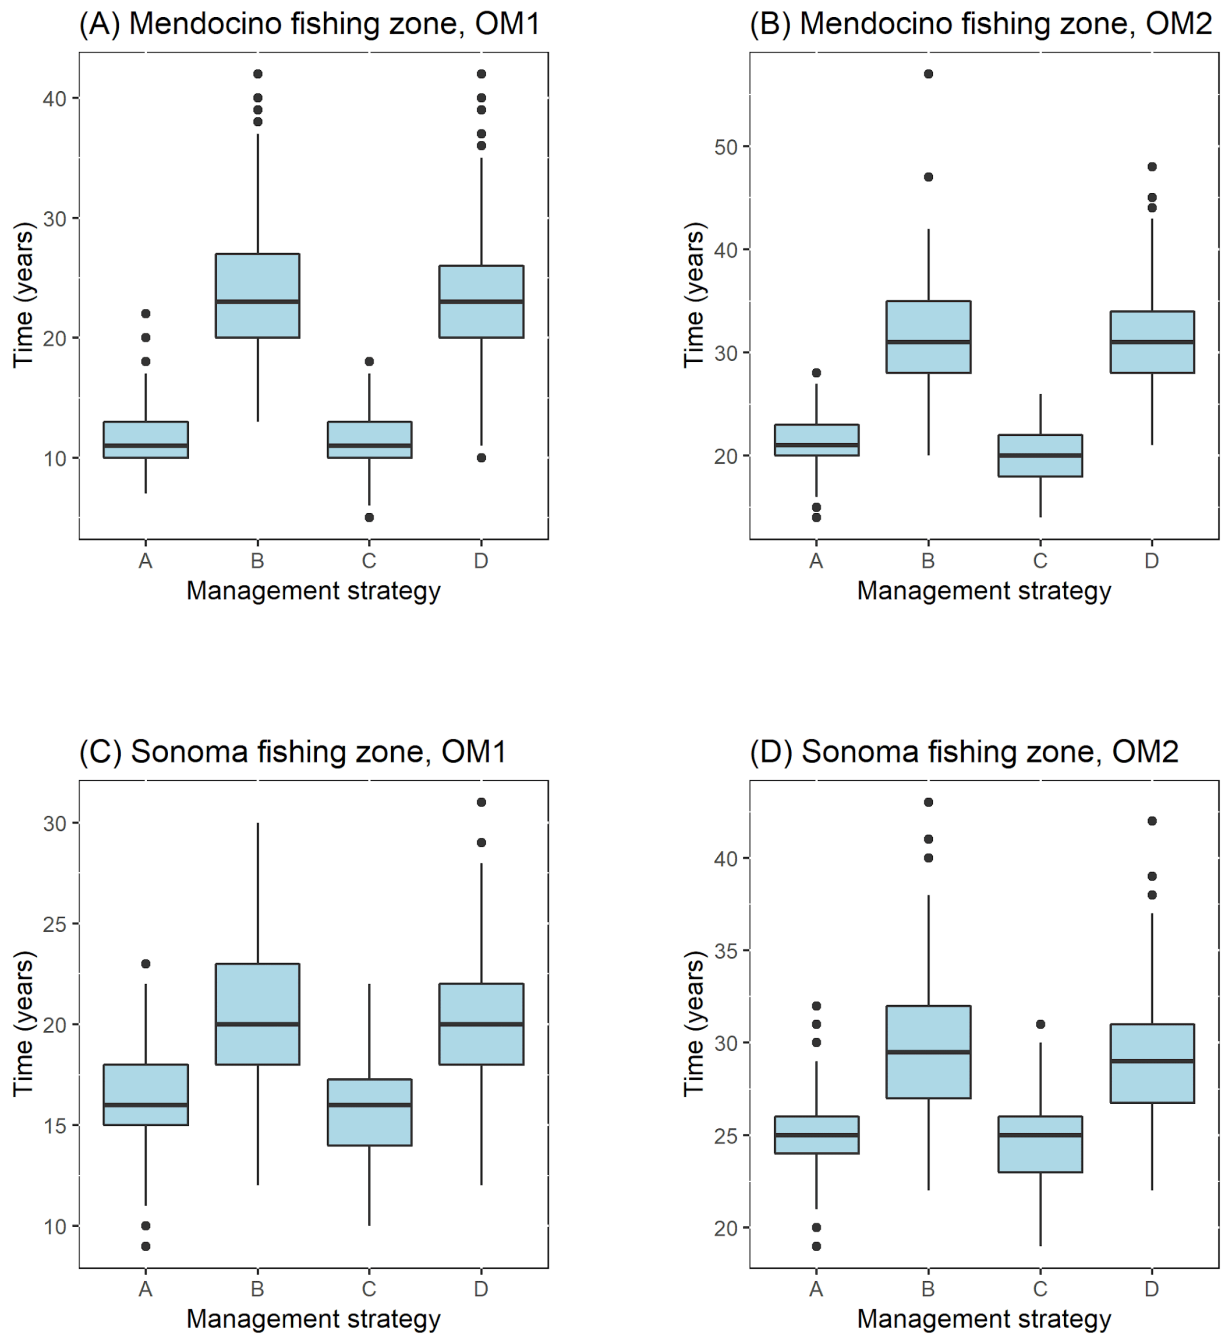 (A) Mendocino fishing zone, OM1
Time (years)
40
30
20
10
A B C D
Management strategy
(B) Mendocino fishing zone, OM2
Time (years)
50
40
30
20
A B C D
Management strategy
(C) Sonoma fishing zone, OM1
Time (years)
30
25
20
15
10
A B C D
Management strategy
(D) Sonoma fishing zone, OM2
Time (years)
40
35
30
25
20
A B C D
Management strategy